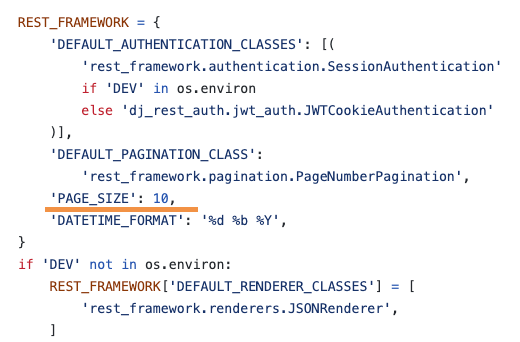 REST_FRAMEWORK = {
    'DEFAULT_AUTHENTICATION_CLASSES': [(
        'rest_framework.authentication.SessionAuthentication'
        if 'DEV' in os.environ
        else 'dj_rest_auth.jwt_auth.JWTCookieAuthentication'
    )],
    'DEFAULT_PAGINATION_CLASS':
        'rest_framework.pagination.PageNumberPagination',
    'PAGE_SIZE': 10,
    'DATETIME_FORMAT': '%d %b %Y',
}
if 'DEV' not in os.environ:
    REST_FRAMEWORK['DEFAULT_RENDERER_CLASSES'] = [
        'rest_framework.renderers.JSONRenderer',
    ]